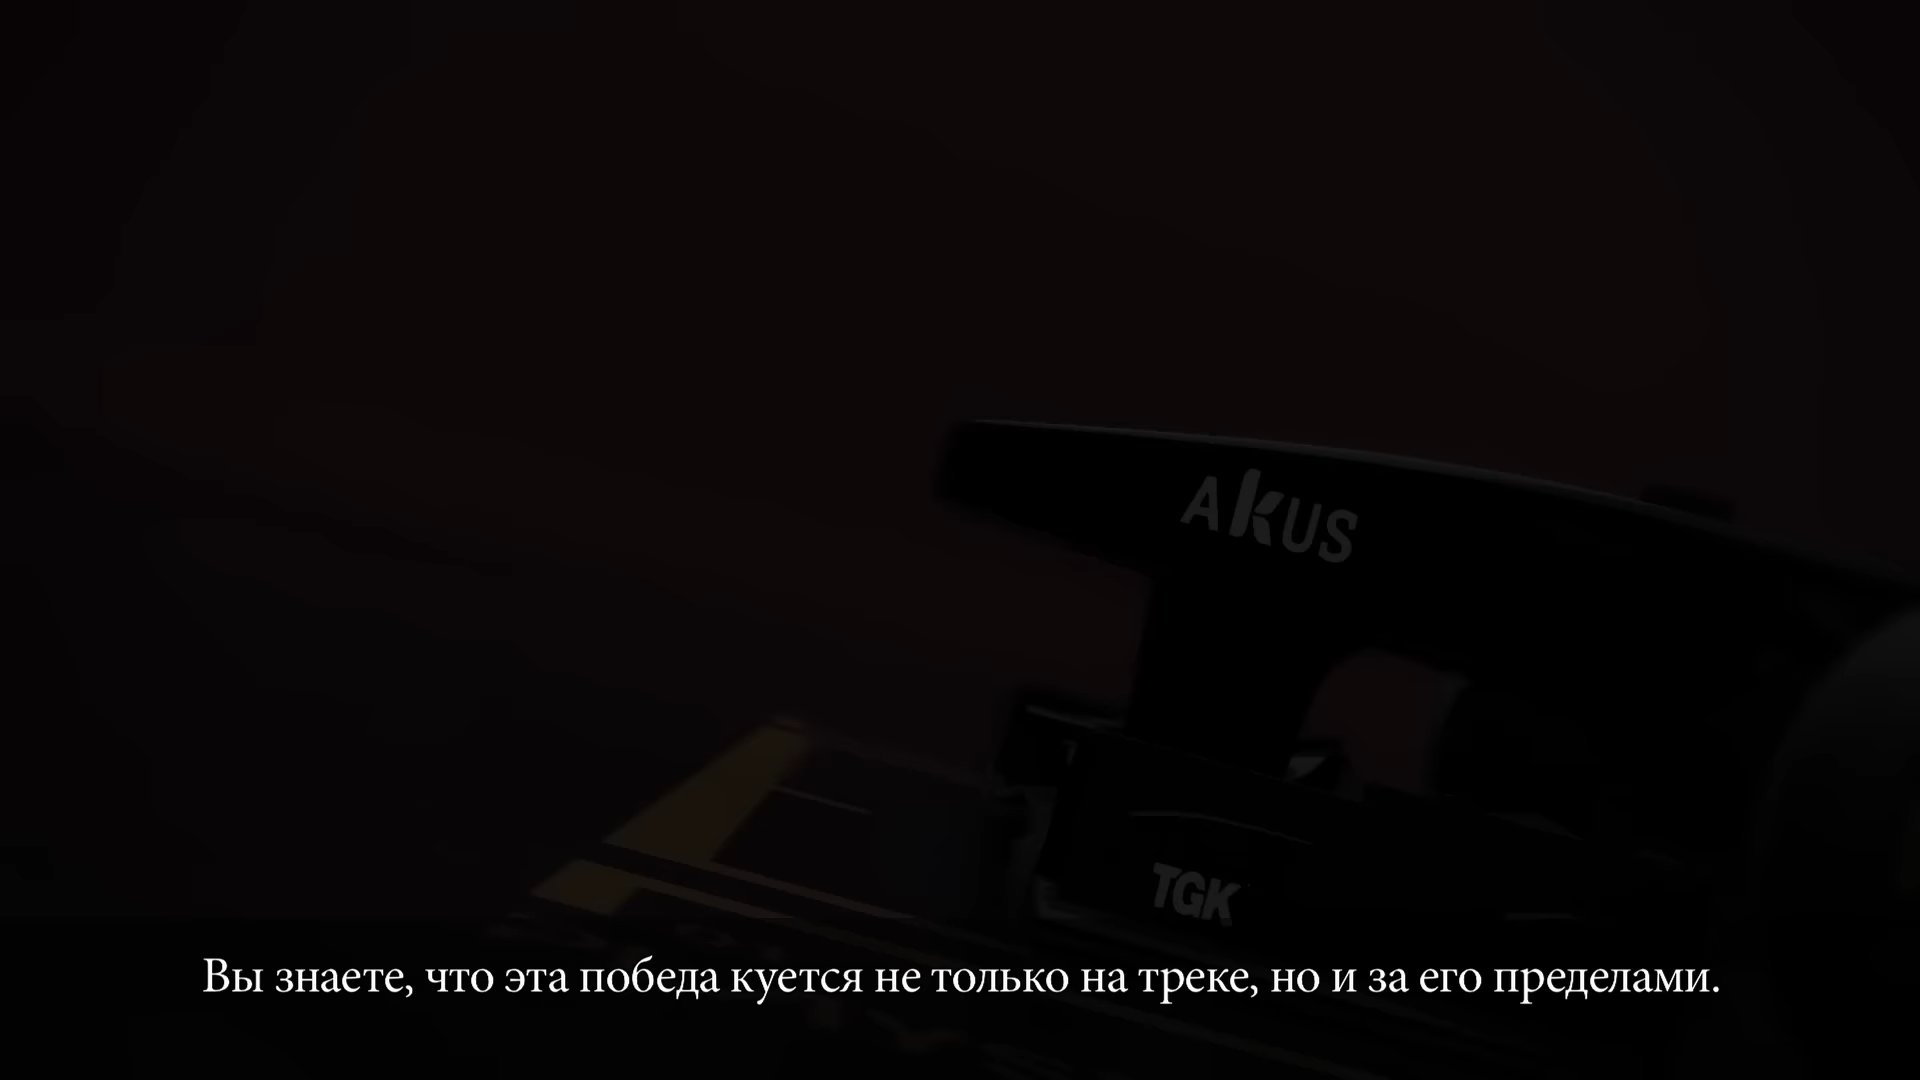 AKUS
TGK
Вы знаете, что эта победа куется не только на треке, но и за его пределами.